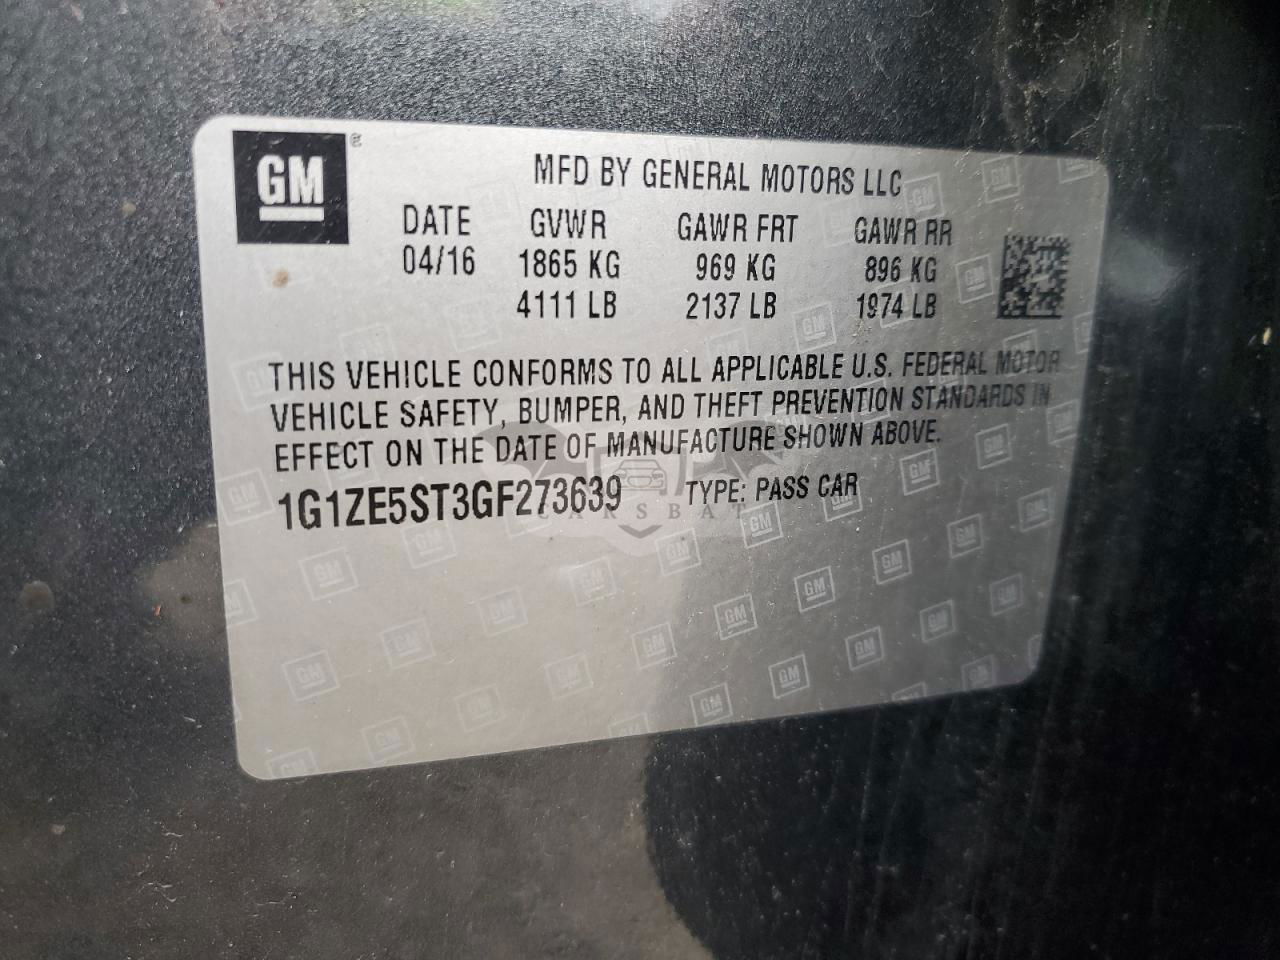 GM
MFD BY GENERAL MOTORS LLC
DATE GVWR GAWR FRT GAWR RR
04/16 1865 KG 969 KG 896 KG
4111 LB 2137 LB 1974 LB
THIS VEHICLE CONFORMS TO ALL APPLICABLE U.S. FEDERAL MOTOR
VEHICLE SAFETY, BUMPER, AND THEFT PREVENTION STANDARDS IN
EFFECT ON THE DATE OF MANUFACTURE SHOWN ABOVE.
1G1ZE5ST3GF273639 TYPE: PASS CAR
CARSBAT